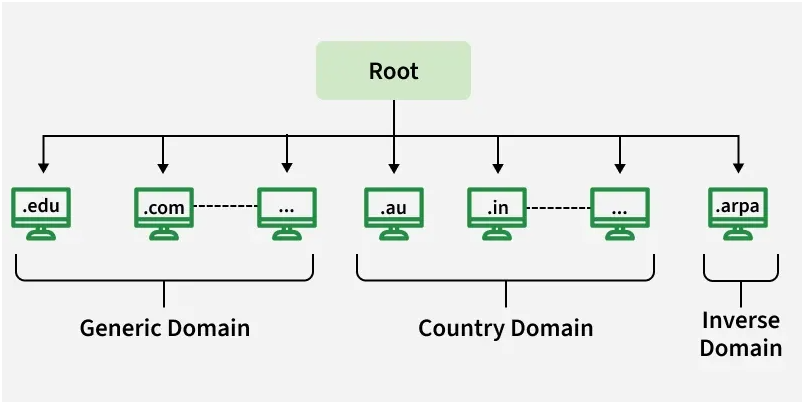 Root
.edu
.com
...
.au
.in
...
.arpa
Generic Domain
Country Domain
Inverse
Domain